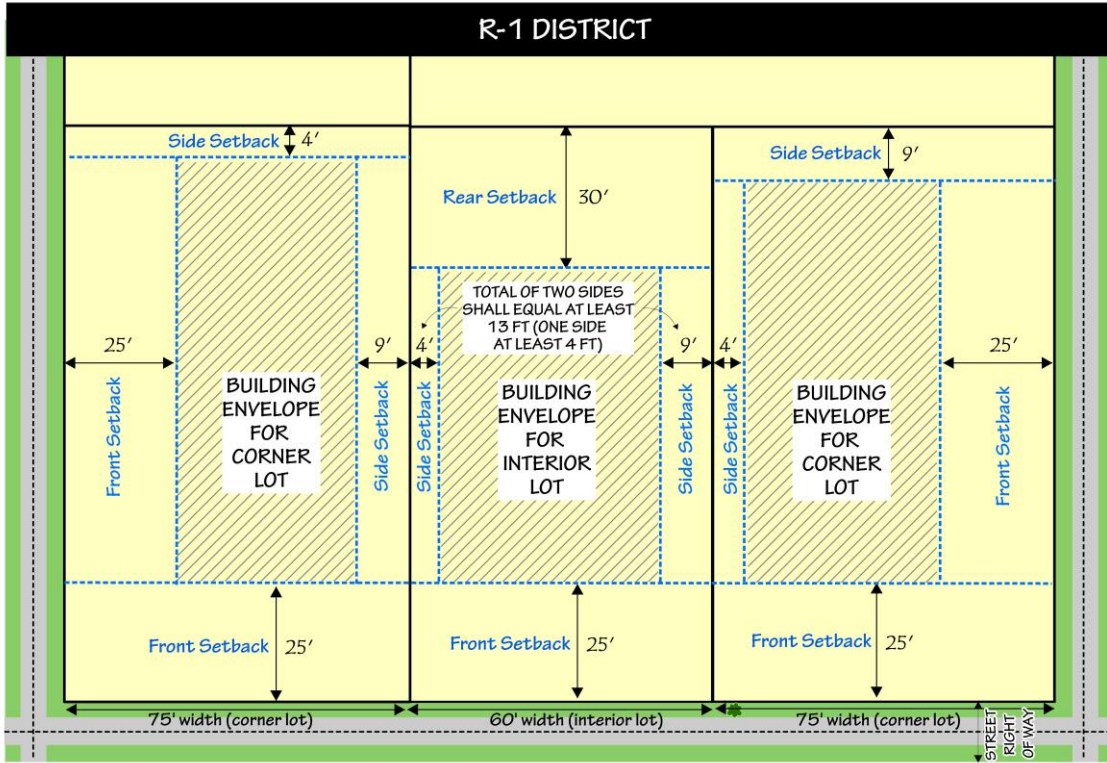 R-1 DISTRICT
Side Setback 4'
Side Setback 9'
Rear Setback 30'
TOTAL OF TWO SIDES
SHALL EQUAL AT LEAST
13 FT (ONE SIDE
AT LEAST 4 FT)
25'
9'
4'
9'
4'
25'
Front Setback
BUILDING
ENVELOPE
FOR
CORNER
LOT
Side Setback
Side Setback
BUILDING
ENVELOPE
FOR
INTERIOR
LOT
Side Setback
Side Setback
BUILDING
ENVELOPE
FOR
CORNER
LOT
Front Setback
Front Setback 25'
Front Setback 25'
Front Setback 25'
75' width (corner lot)
60' width (interior lot)
75' width (corner lot)
STREET
RIGHT
OF WAY